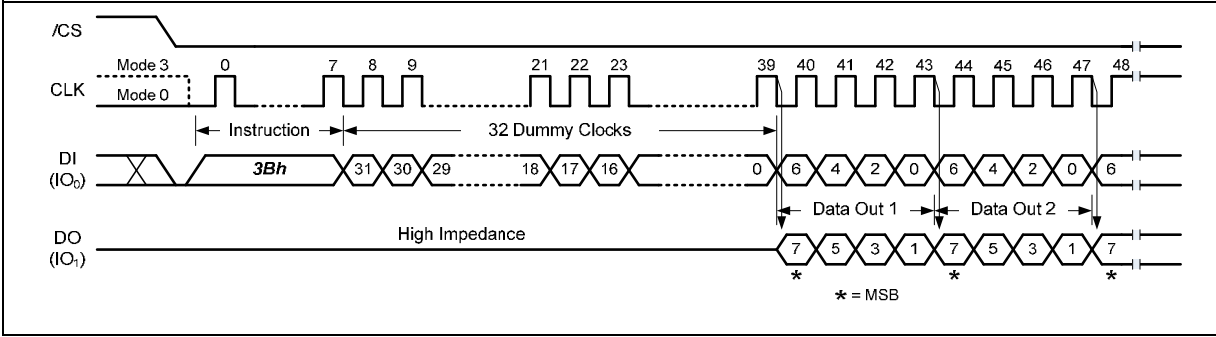 /CS
Mode 3 0 7 8 9 21 22 23 39 40 41 42 43 44 45 46 47 48
CLK
Mode 0
Instruction 32 Dummy Clocks
DI
(IO0)
3Bh 31 30 29 18 17 16 0 6 4 2 0 6 4 2 0 6
Data Out 1 Data Out 2
DO
(IO1)
High Impedance
7 5 3 1 7 5 3 1 7
* * *
* = MSB